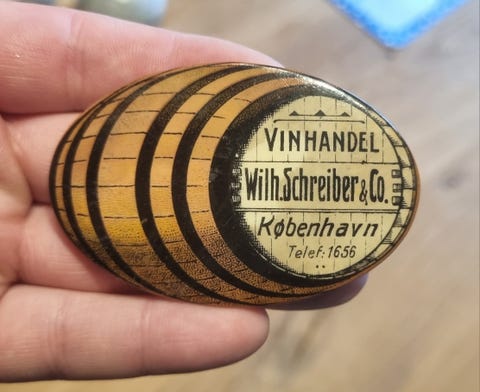 VINHANDEL
Wilh. Schreiber & Co.
København
Telef: 1656